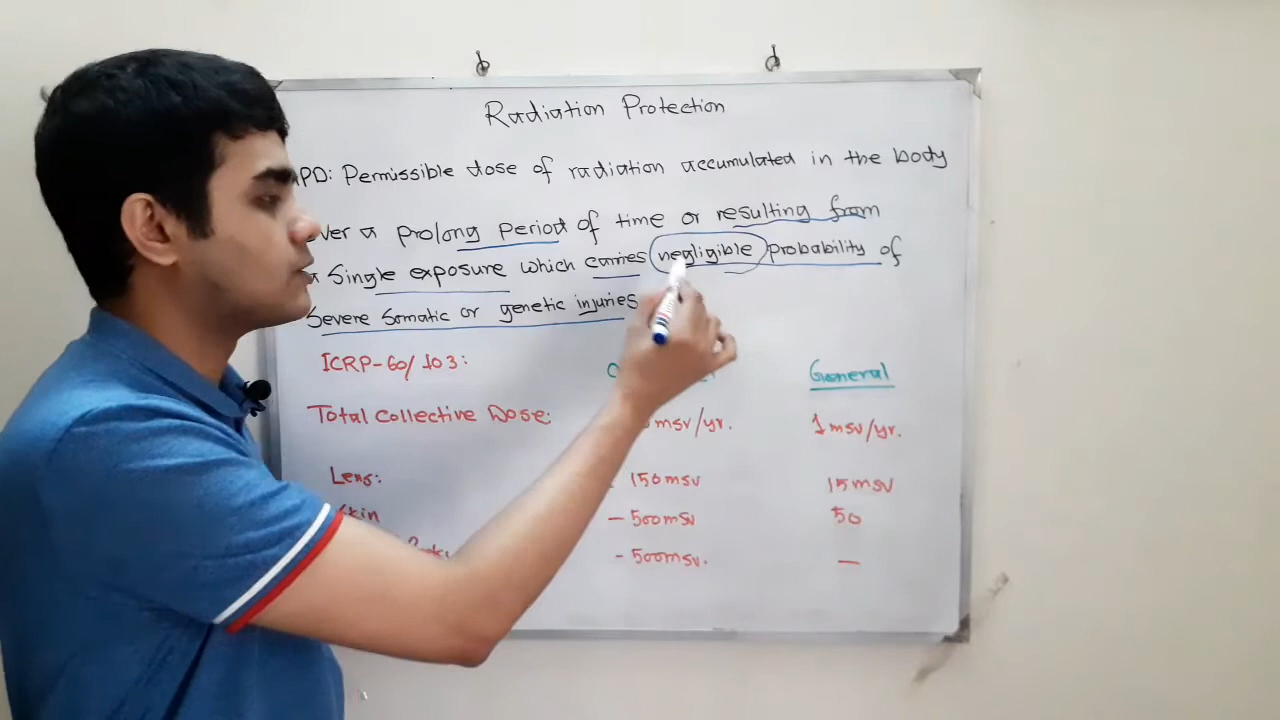 Radiation Protection
PD: Permissible dose of radiation accumulated in the body
ver a prolong period of time or resulting from
a single exposure which carries negligible probability of
Severe Somatic or genetic injuries
ICRP-60/103: General
Total Collective Dose: msv/yr. 1msv/yr.
Lens: 150msv 15msv
Skin - 500msv 50
- 500msv. -